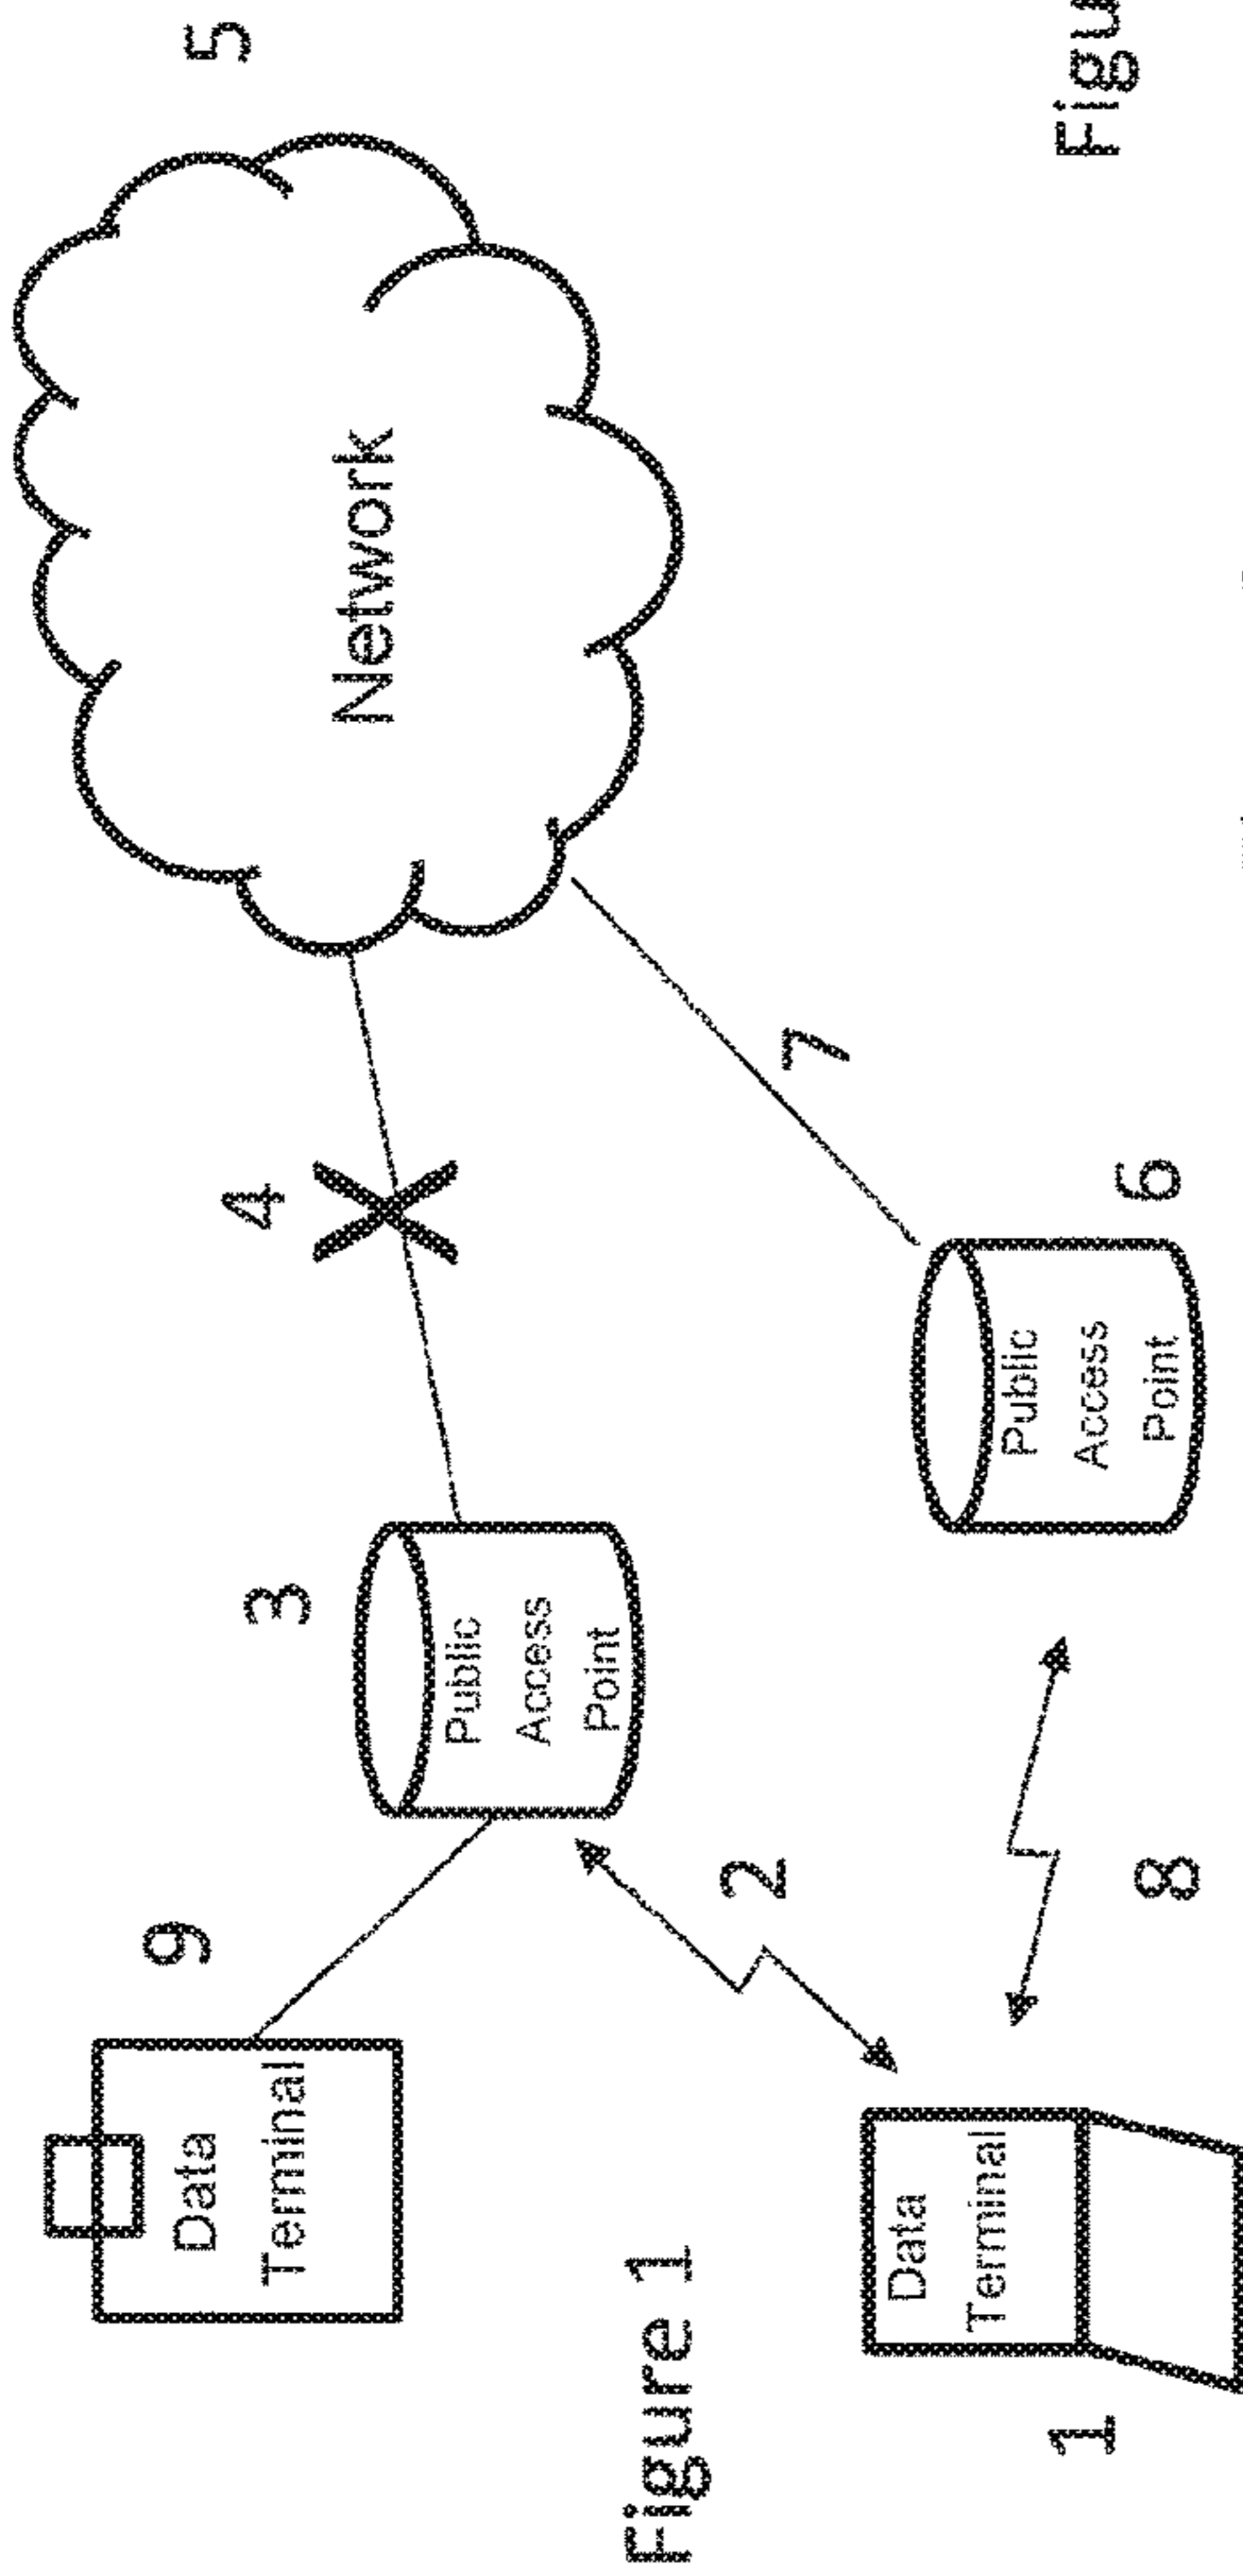 9
Data
Terminal
3
Public
Access
Point
4
5
Network
Figure 1
2
7
1
Data
Terminal
8
6
Public
Access
Point